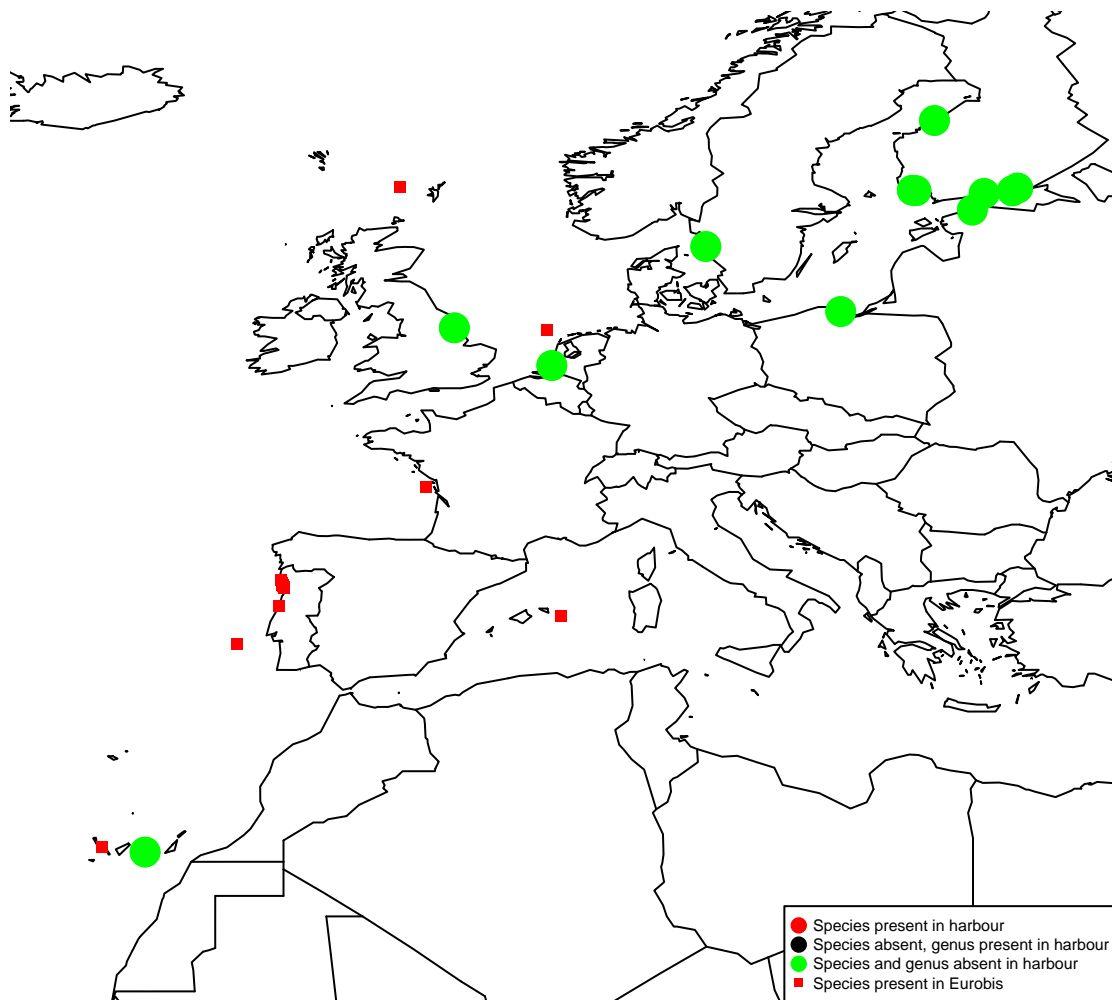 Species present in harbour
Species absent, genus present in harbour
Species and genus absent in harbour
Species present in Eurobis